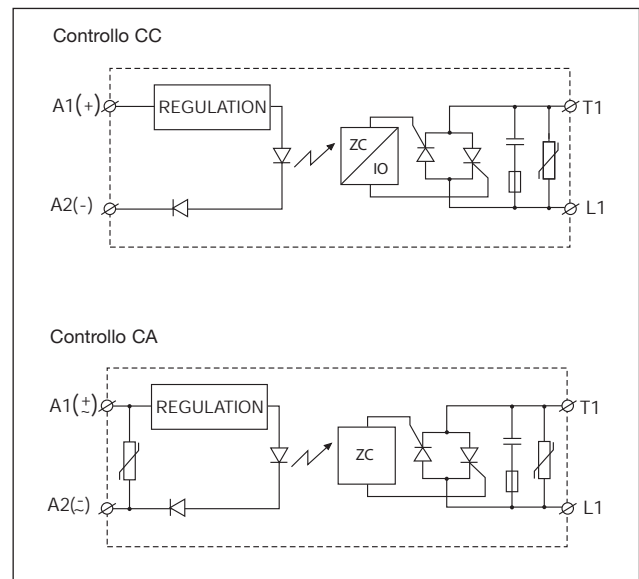 Controllo CC
A1(+)
REGULATION
ZC
IO
T1
A2(-)
L1
Controllo CA
A1(±)
REGULATION
ZC
T1
A2(~)
L1